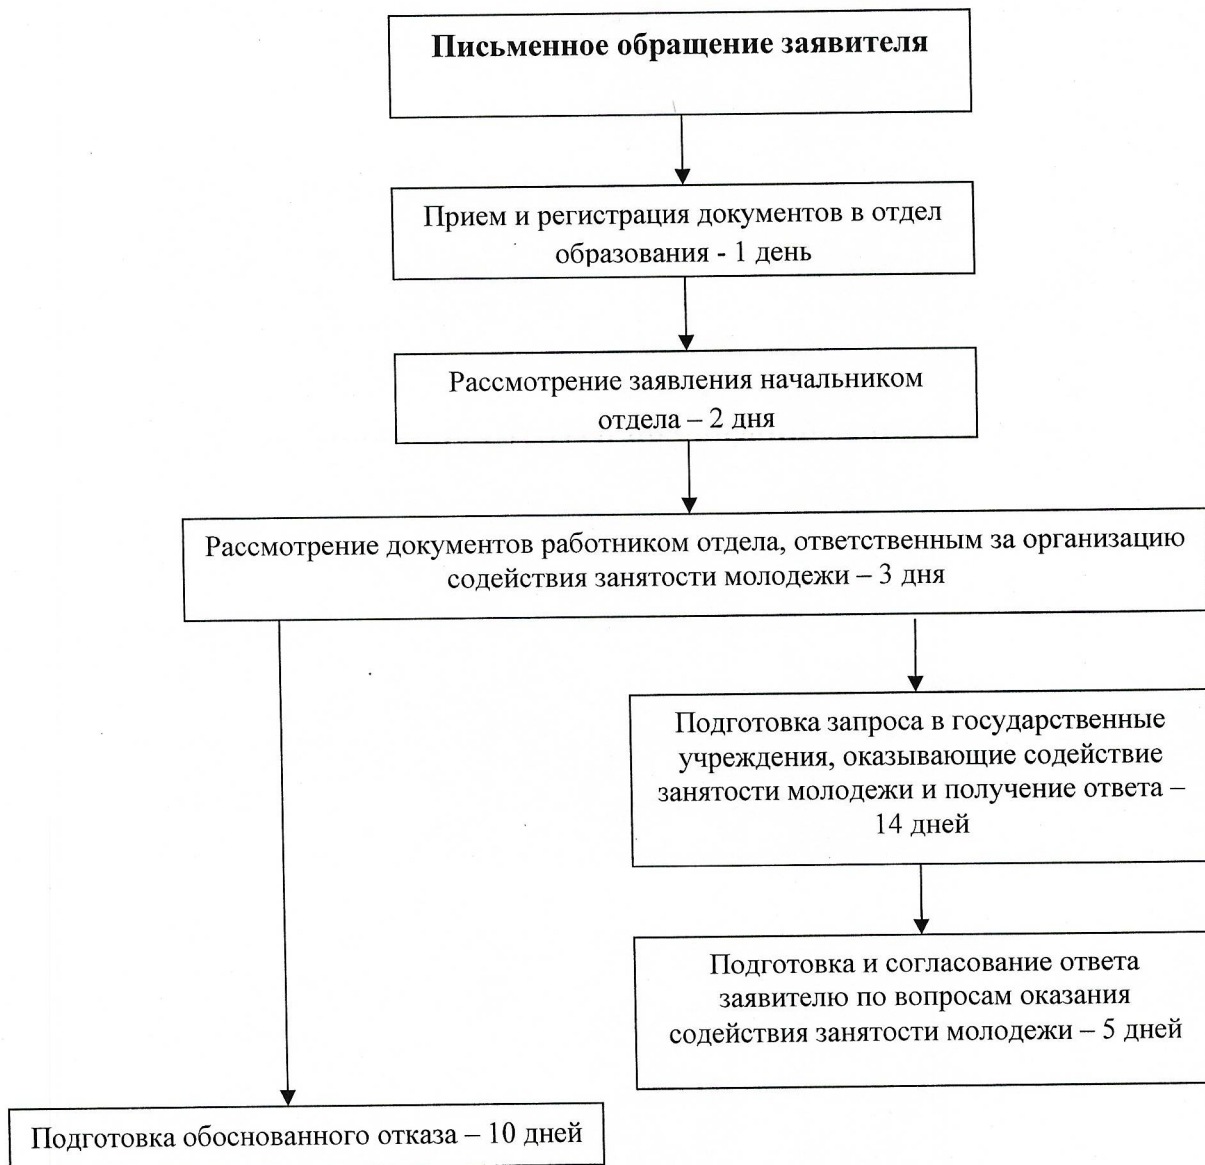 Письменное обращение заявителя
Прием и регистрация документов в отдел
образования - 1 день
Рассмотрение заявления начальником
отдела – 2 дня
Рассмотрение документов работником отдела, ответственным за организацию
содействия занятости молодежи – 3 дня
Подготовка запроса в государственные
учреждения, оказывающие содействие
занятости молодежи и получение ответа –
14 дней
Подготовка и согласование ответа
заявителю по вопросам оказания
содействия занятости молодежи – 5 дней
Подготовка обоснованного отказа – 10 дней